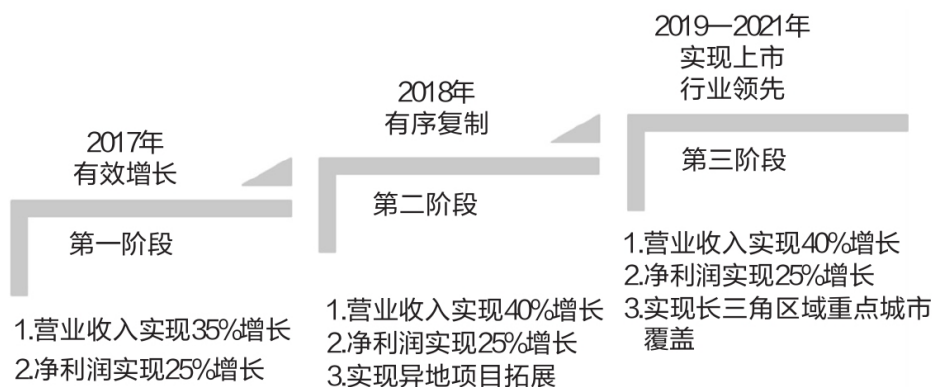 2017年
有效增长
第一阶段
1.营业收入实现35%增长
2.净利润实现25%增长
2018年
有序复制
第二阶段
1.营业收入实现40%增长
2.净利润实现25%增长
3.实现异地项目拓展
2019—2021年
实现上市
行业领先
第三阶段
1.营业收入实现40%增长
2.净利润实现25%增长
3.实现长三角区域重点城市
覆盖